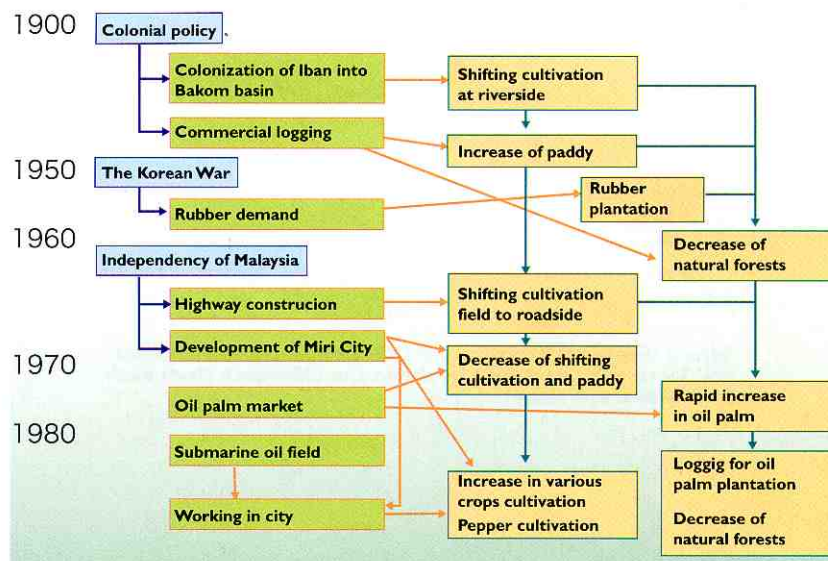 1900
Colonial policy
Colonization of Iban into
Bakom basin
Shifting cultivation
at riverside
Commercial logging
Increase of paddy
1950
The Korean War
Rubber demand
Rubber
plantation
1960
Decrease of
natural forests
Independency of Malaysia
Highway construcion
Shifting cultivation
field to roadside
Development of Miri City
1970
Decrease of shifting
cultivation and paddy
Oil palm market
Rapid increase
in oil palm
1980
Submarine oil field
Loggig for oil
palm plantation
Decrease of
natural forests
Working in city
Increase in various
crops cultivation
Pepper cultivation